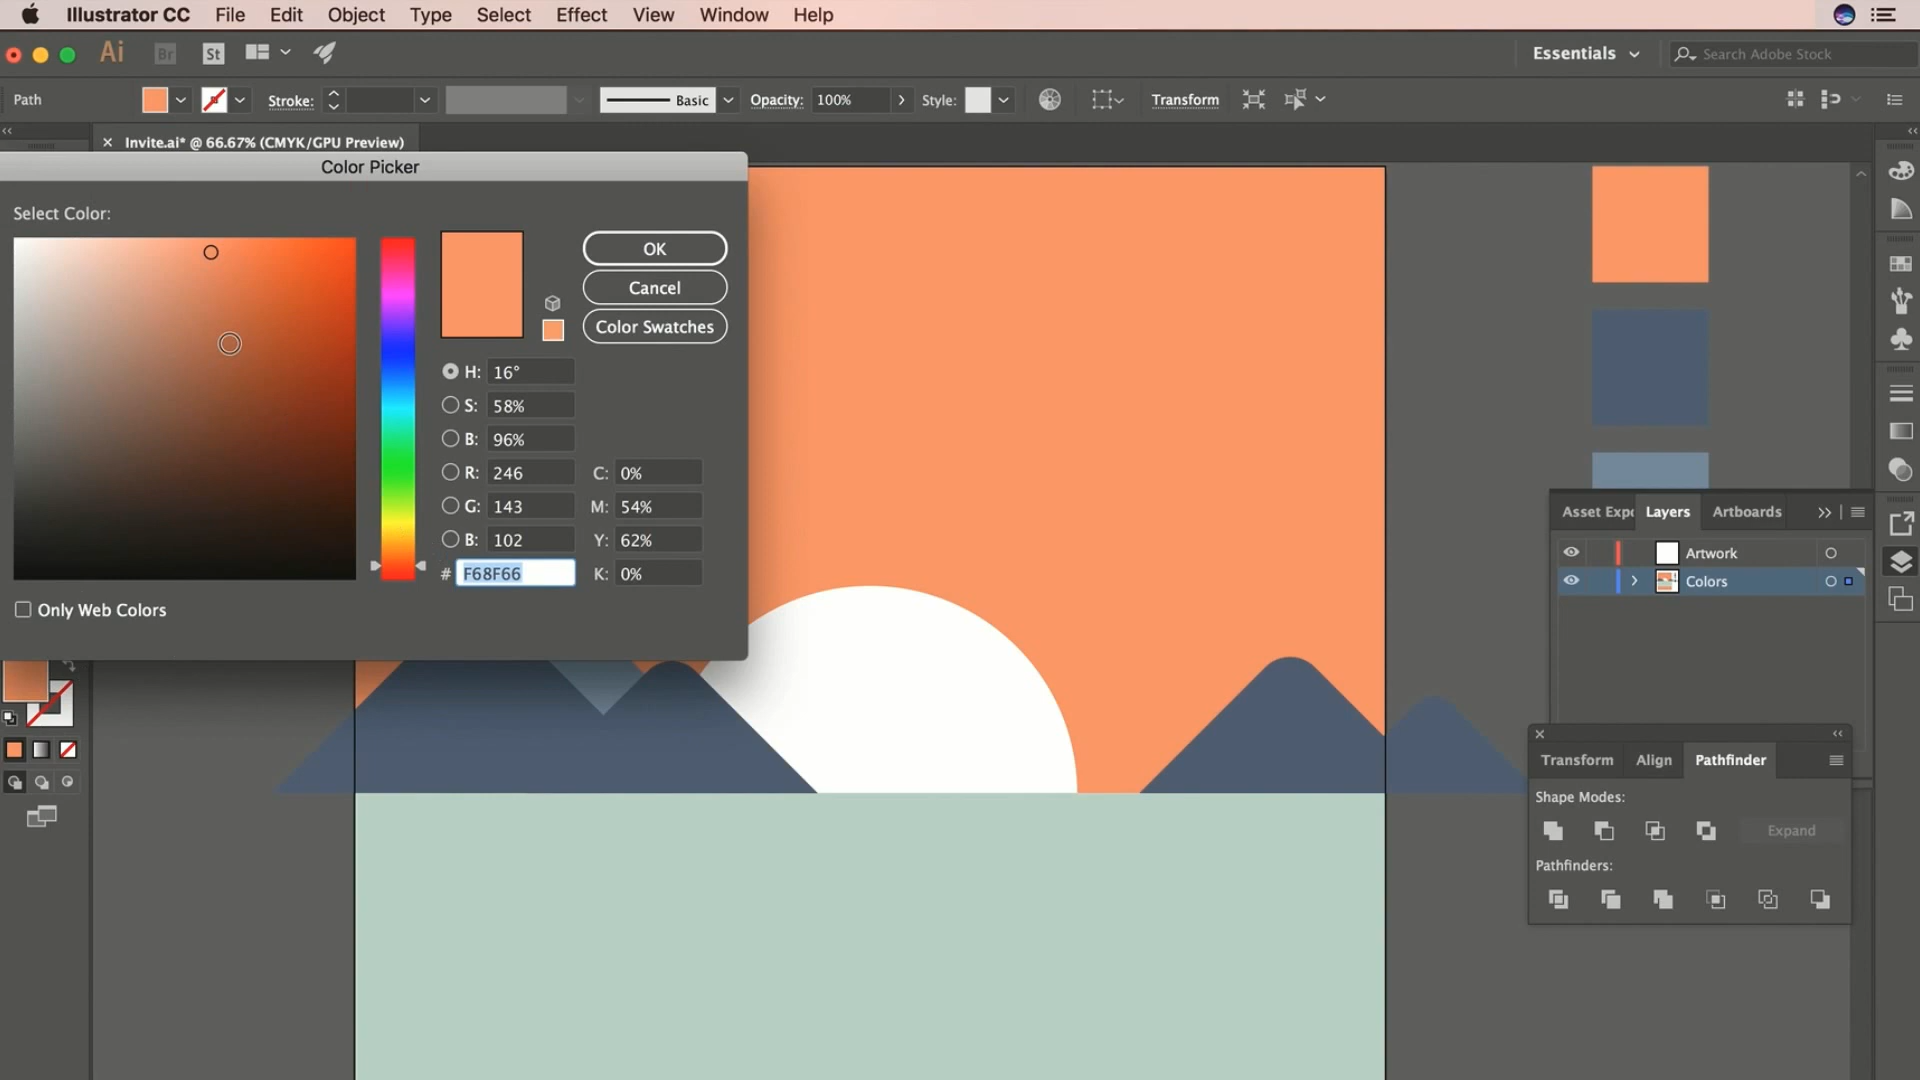 Illustrator CC File Edit Object Type Select Effect View Window Help
Ai Br St Essentials Search Adobe Stock
Path Stroke: Basic Opacity: 100% Style: Transform
Invite.ai* @ 66.67% (CMYK/GPU Preview)
Color Picker
Select Color:
OK
Cancel
Color Swatches
H: 16°
S: 58%
B: 96%
R: 246 C: 0%
G: 143 M: 54%
B: 102 Y: 62%
# F68F66 K: 0%
Only Web Colors
Asset Expo Layers Artboards
Artwork
Colors
Transform Align Pathfinder
Shape Modes:
Expand
Pathfinders: